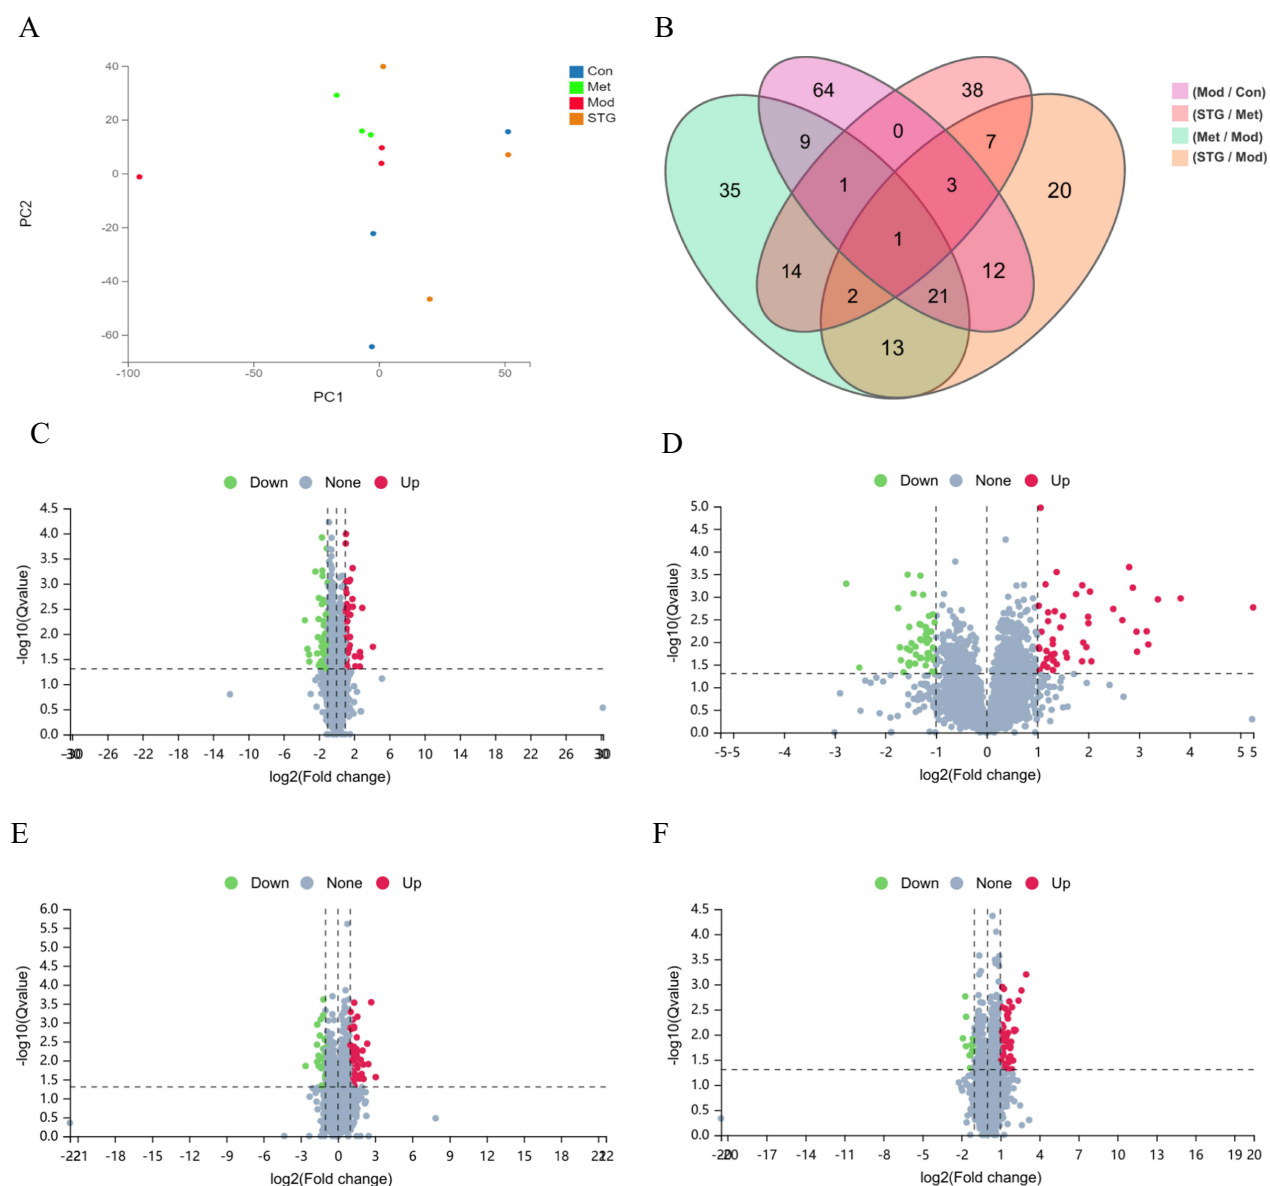 A
B
Con
Met
Mod
STG
40
20
0
-20
-40
-60
-100 -50 0 50
PC2
PC1
64 38
9 0 7
35 1 3 20
1
14 2 21 12
13
(Mod / Con)
(STG / Met)
(Met / Mod)
(STG / Mod)
C
Down None Up
4.5
4.0
3.5
3.0
2.5
2.0
1.5
1.0
0.5
0.0
-log10(Qvalue)
-30 -26 -22 -18 -14 -10 -6 -2 2 6 10 14 18 22 26 30
log2(Fold change)
D
Down None Up
5.0
4.5
4.0
3.5
3.0
2.5
2.0
1.5
1.0
0.5
0.0
-log10(Qvalue)
-5-5 -4 -3 -2 -1 0 1 2 3 4 5 5
log2(Fold change)
E
Down None Up
6.0
5.5
5.0
4.5
4.0
3.5
3.0
2.5
2.0
1.5
1.0
0.5
0.0
-log10(Qvalue)
-221 -18 -15 -12 -9 -6 -3 0 3 6 9 12 15 18 22
log2(Fold change)
F
Down None Up
4.5
4.0
3.5
3.0
2.5
2.0
1.5
1.0
0.5
0.0
-log10(Qvalue)
-20 -17 -14 -11 -8 -5 -2 1 4 7 10 13 16 19 20
log2(Fold change)